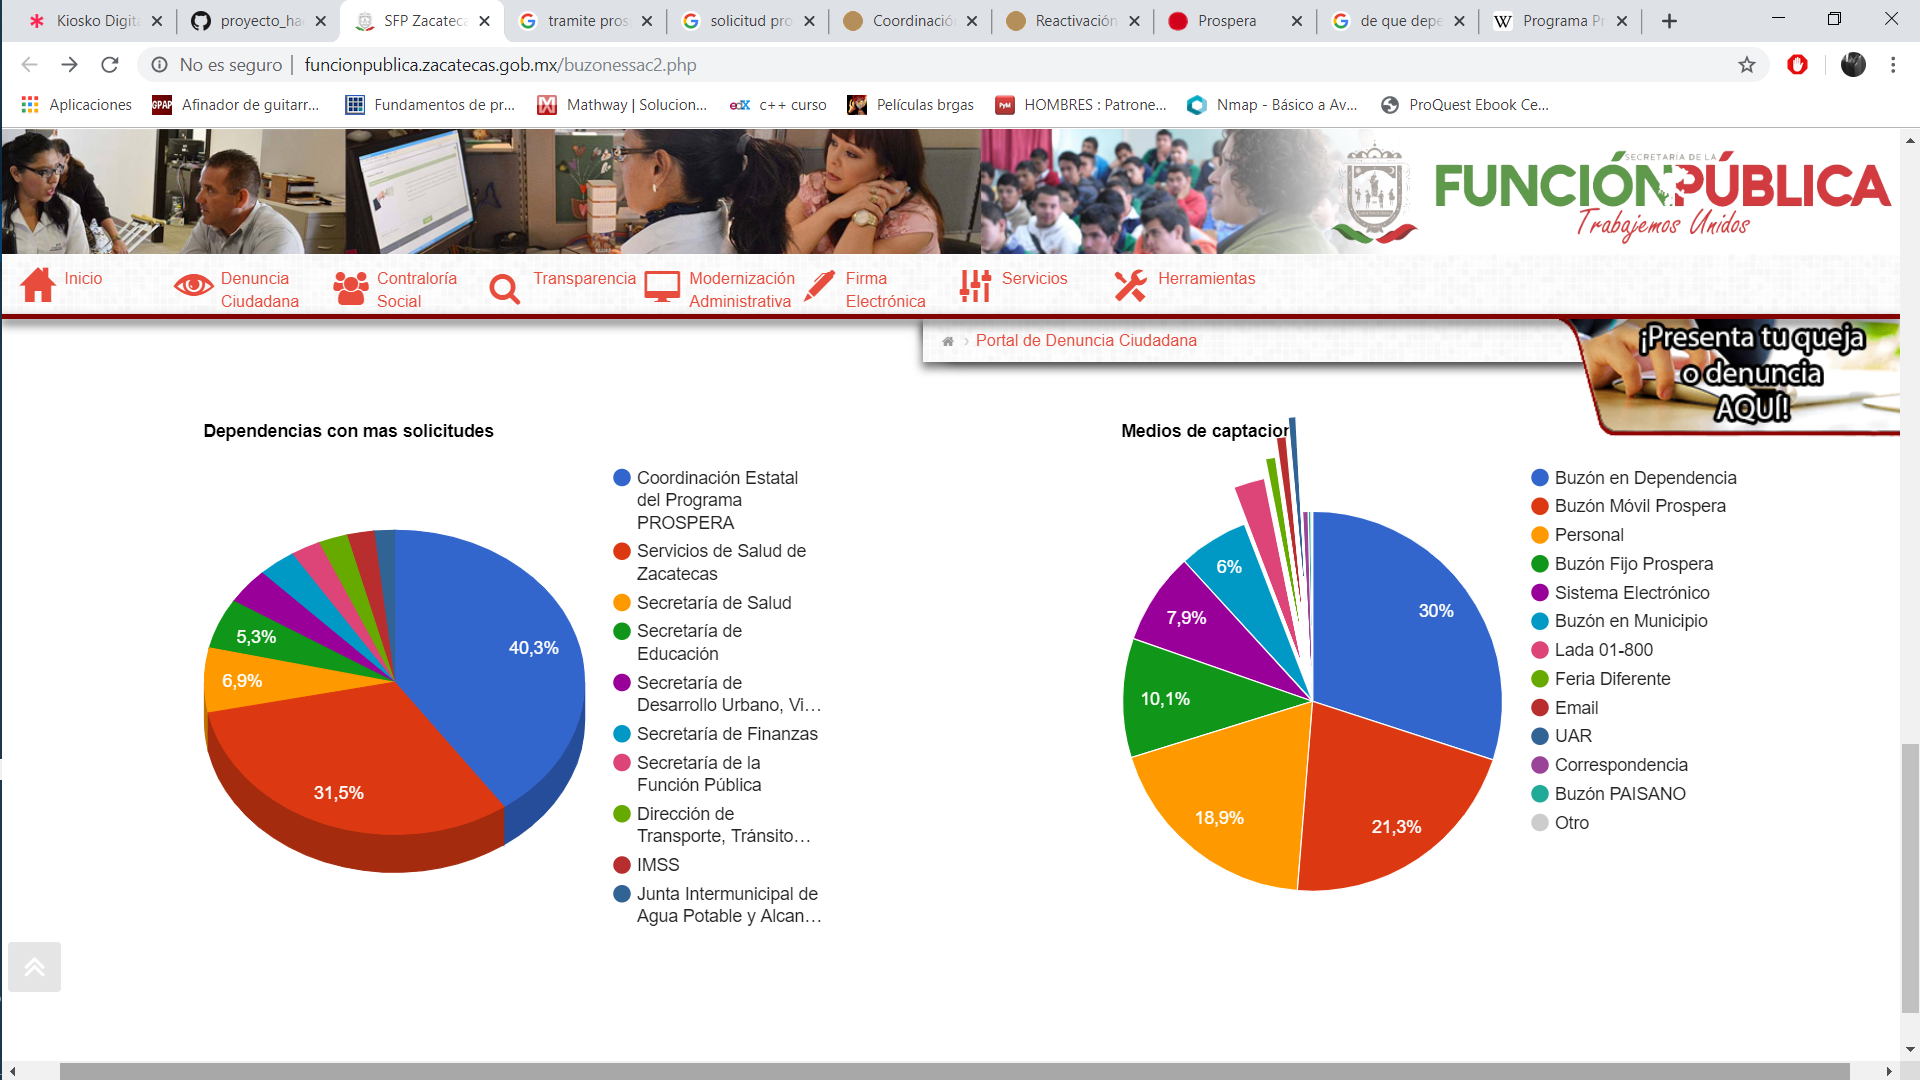 Kiosko Digita
proyecto_ha
SFP Zacateca
tramite pros
solicitud pro
Coordinación
Reactivación
Prospera
de que depe
Programa Pr
No es seguro | funcionpublica.zacatecas.gob.mx/buzonessac2.php
Aplicaciones
GPAP
Afinador de guitarr...
Fundamentos de pr...
Mathway | Solucion...
edX
c++ curso
Películas brgas
PyM
HOMBRES : Patrone...
Nmap - Básico a Av...
ProQuest Ebook Ce...
SECRETARÍA DE LA
FUNCIÓN PÚBLICA
Trabajemos Unidos
Inicio
Denuncia
Ciudadana
Contraloría
Social
Transparencia
Modernización
Administrativa
Firma
Electrónica
Servicios
Herramientas
› Portal de Denuncia Ciudadana
¡Presenta tu queja
o denuncia
AQUÍ!
Dependencias con mas solicitudes
40,3%
31,5%
6,9%
5,3%
Coordinación Estatal
del Programa
PROSPERA
Servicios de Salud de
Zacatecas
Secretaría de Salud
Secretaría de
Educación
Secretaría de
Desarrollo Urbano, Vi...
Secretaría de Finanzas
Secretaría de la
Función Pública
Dirección de
Transporte, Tránsito...
IMSS
Junta Intermunicipal de
Agua Potable y Alcan...
Medios de captacion
30%
21,3%
18,9%
10,1%
7,9%
6%
Buzón en Dependencia
Buzón Móvil Prospera
Personal
Buzón Fijo Prospera
Sistema Electrónico
Buzón en Municipio
Lada 01-800
Feria Diferente
Email
UAR
Correspondencia
Buzón PAISANO
Otro